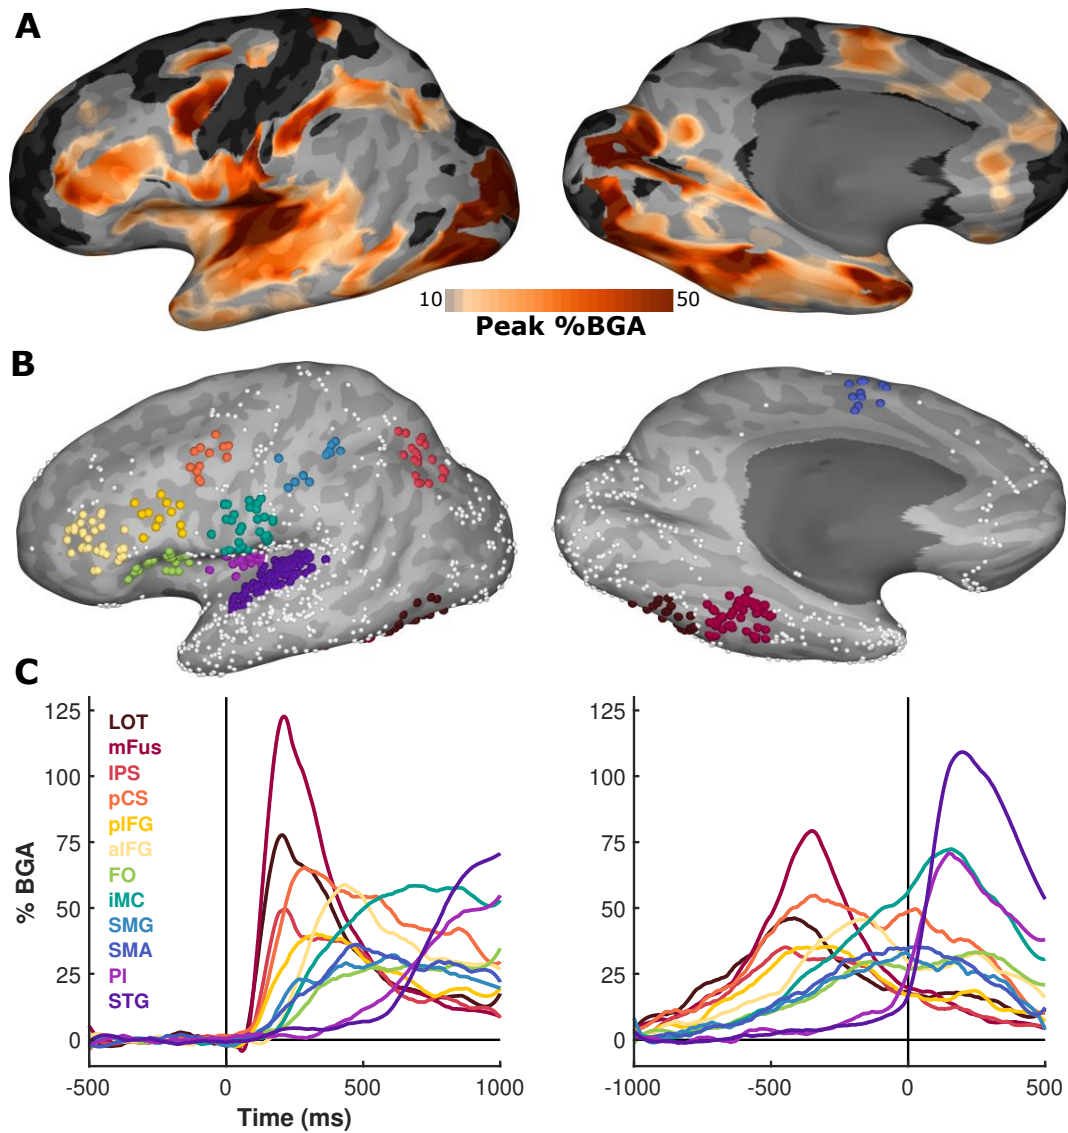 A
10 50
Peak %BGA
B
C
125
100
75
50
25
0
% BGA
LOT
mFus
IPS
pCS
pIFG
aIFG
FO
iMC
SMG
SMA
PI
STG
-500 0 500 1000
Time (ms)
125
100
75
50
25
0
-1000 -500 0 500